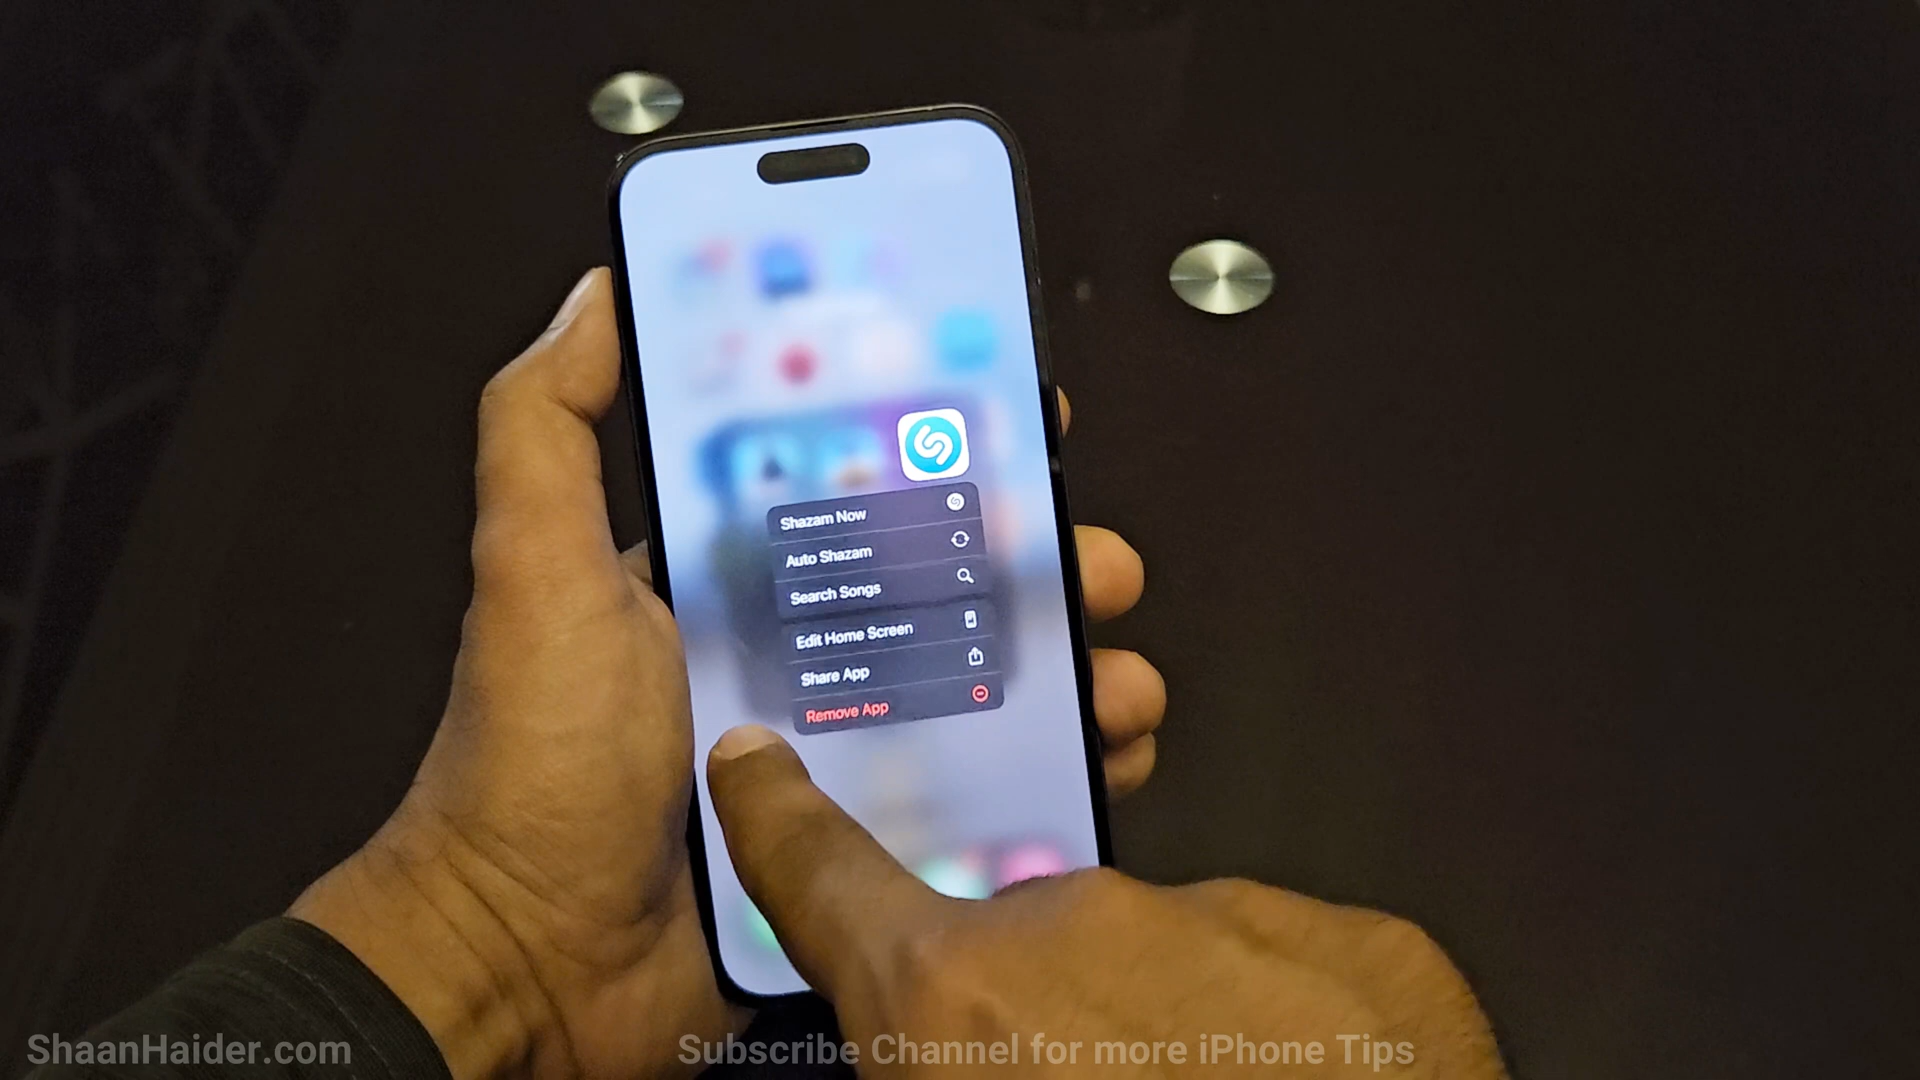 Shazam Now
Auto Shazam
Search Songs
Edit Home Screen
Share App
Remove App
ShaanHaider.com
Subscribe Channel for more iPhone Tips